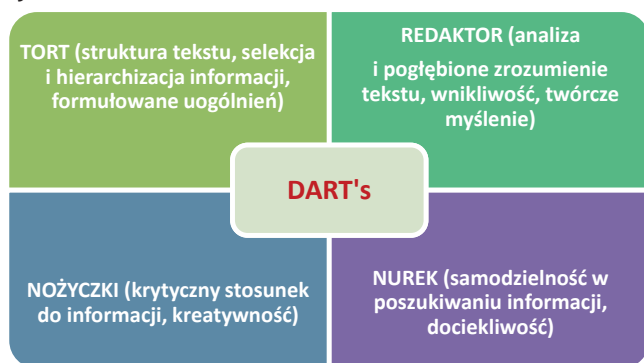 TORT (struktura tekstu, selekcja
i hierarchizacja informacji,
formułowane uogólnień)
REDAKTOR (analiza
i pogłębione zrozumienie
tekstu, wnikliwość, twórcze
myślenie)
DART's
NOŻYCZKI (krytyczny stosunek
do informacji, kreatywność)
NUREK (samodzielność w
poszukiwaniu informacji,
dociekliwość)